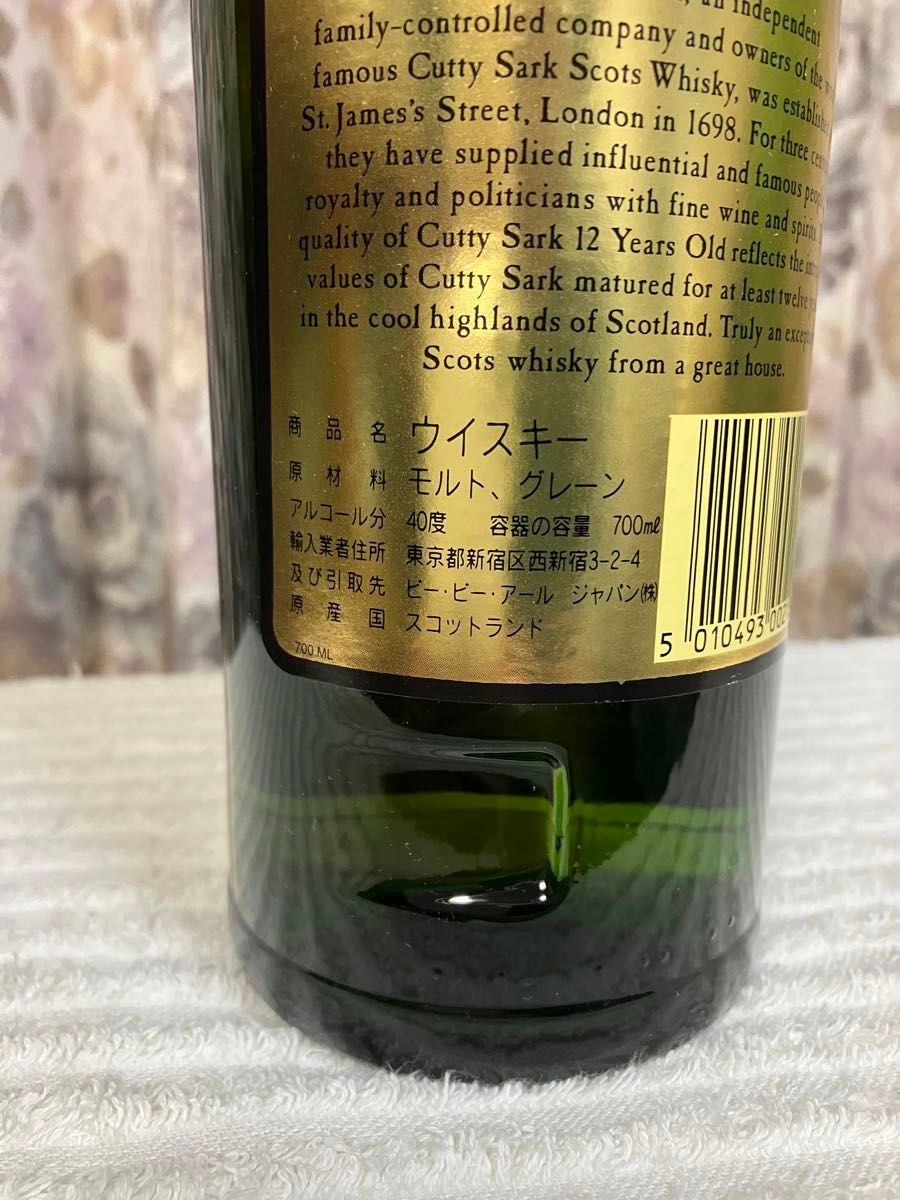 an independent
family-controlled company and owners of the
famous Cutty Sark Scots Whisky, was established
St. James's Street, London in 1698. For three
they have supplied influential and famous
royalty and politicians with fine wine and spirits.
quality of Cutty Sark 12 Years Old reflects the
values of Cutty Sark matured for at least twelve
in the cool highlands of Scotland. Truly an
Scots whisky from a great house.
商品名 ウイスキー
原材料 モルト、グレーン
アルコール分 40度 容器の容量 700ml
輸入業者住所 東京都新宿区西新宿3-2-4
及び引取先 ビー・ビー・アール ジャパン(株)
原産国 スコットランド
700 ML
5 010493